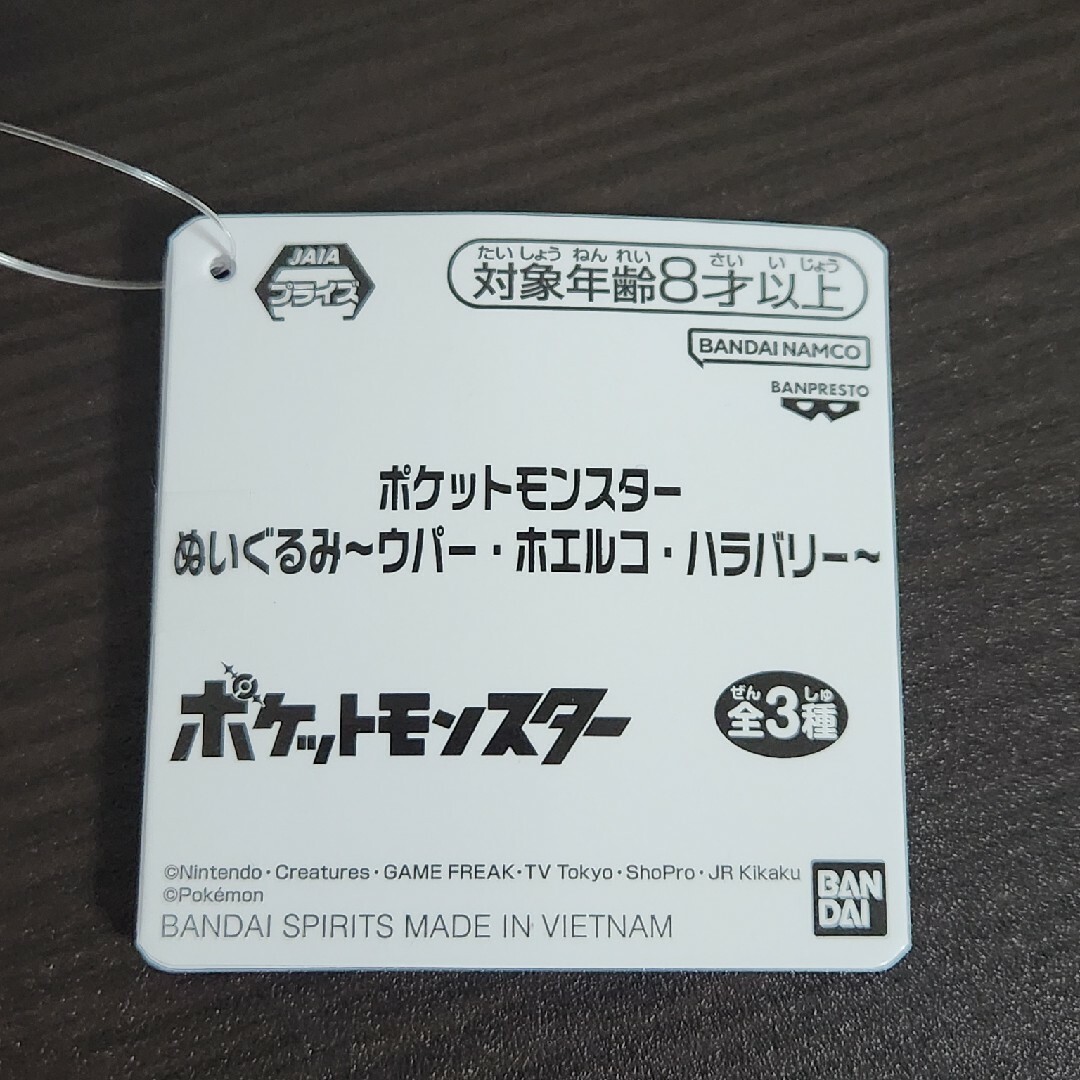 JAIA
プライズ
たいしょう ねん れい さい い じょう
対象年齢8才以上
BANDAI NAMCO
BANPRESTO
ポケットモンスター
ぬいぐるみ~ウパー・ホエルコ・ハラバリー~
ポケットモンスター
ぜん しゅ
全3種
©Nintendo・Creatures・GAME FREAK・TV Tokyo・ShoPro・JR Kikaku
©Pokémon
BANDAI SPIRITS MADE IN VIETNAM
BAN
DAI